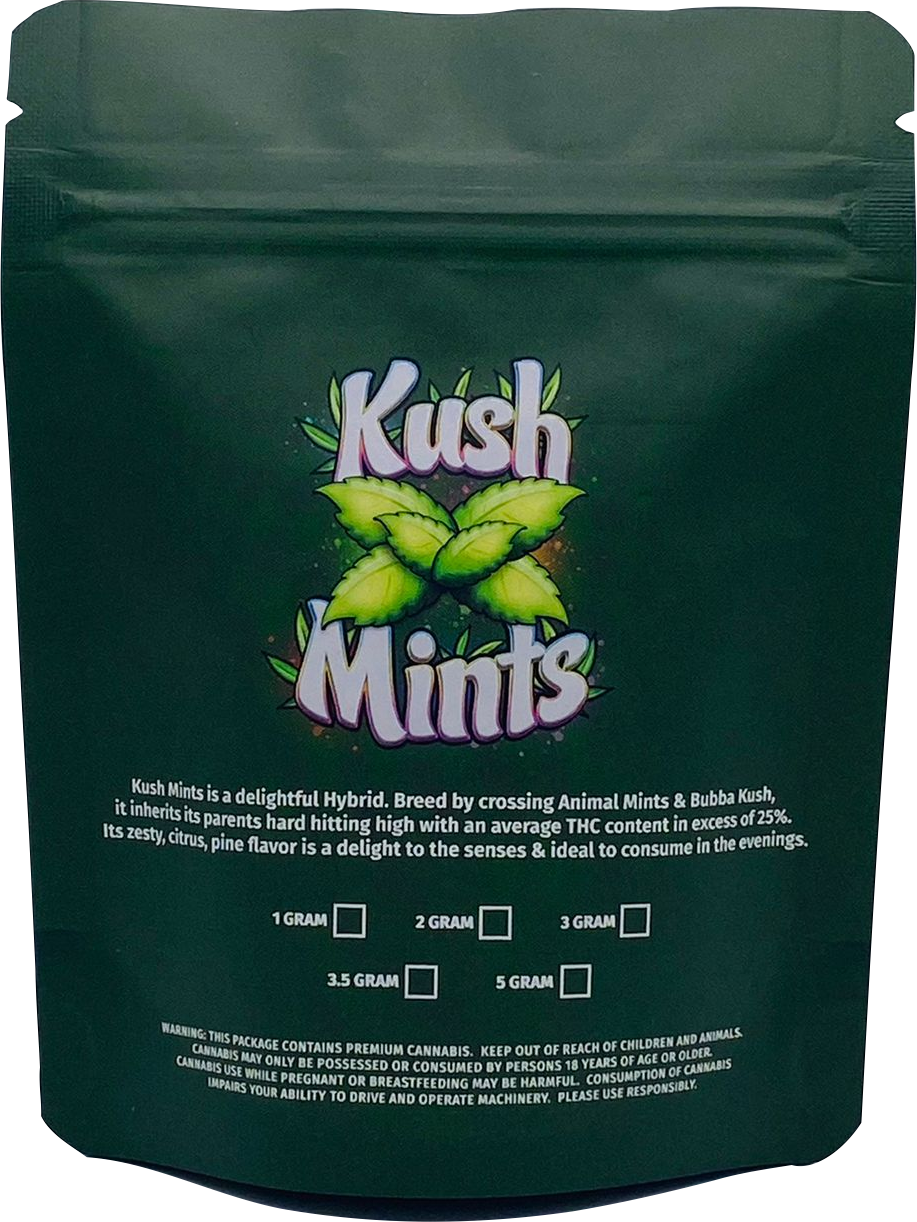 Kush
Mints
Kush Mints is a delightful Hybrid. Breed by crossing Animal Mints & Bubba Kush,
it inherits its parents hard hitting high with an average THC content in excess of 25%.
Its zesty, citrus, pine flavor is a delight to the senses & ideal to consume in the evenings.
1 GRAM 2 GRAM 3 GRAM
3.5 GRAM 5 GRAM
WARNING: THIS PACKAGE CONTAINS PREMIUM CANNABIS. KEEP OUT OF REACH OF CHILDREN AND ANIMALS.
CANNABIS MAY ONLY BE POSSESSED OR CONSUMED BY PERSONS 18 YEARS OF AGE OR OLDER.
CANNABIS USE WHILE PREGNANT OR BREASTFEEDING MAY BE HARMFUL. CONSUMPTION OF CANNABIS
IMPAIRS YOUR ABILITY TO DRIVE AND OPERATE MACHINERY. PLEASE USE RESPONSIBLY.